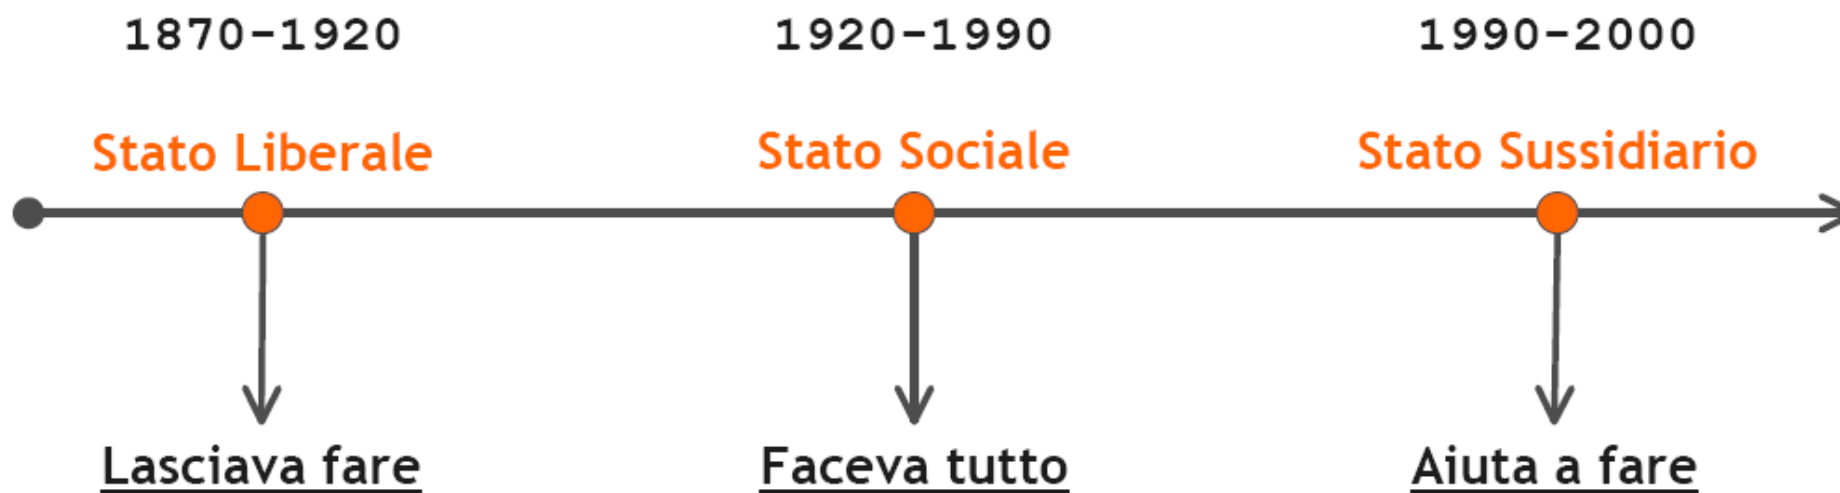 1870-1920
1920-1990
1990-2000
Stato Liberale
Stato Sociale
Stato Sussidiario
Lasciava fare
Faceva tutto
Aiuta a fare